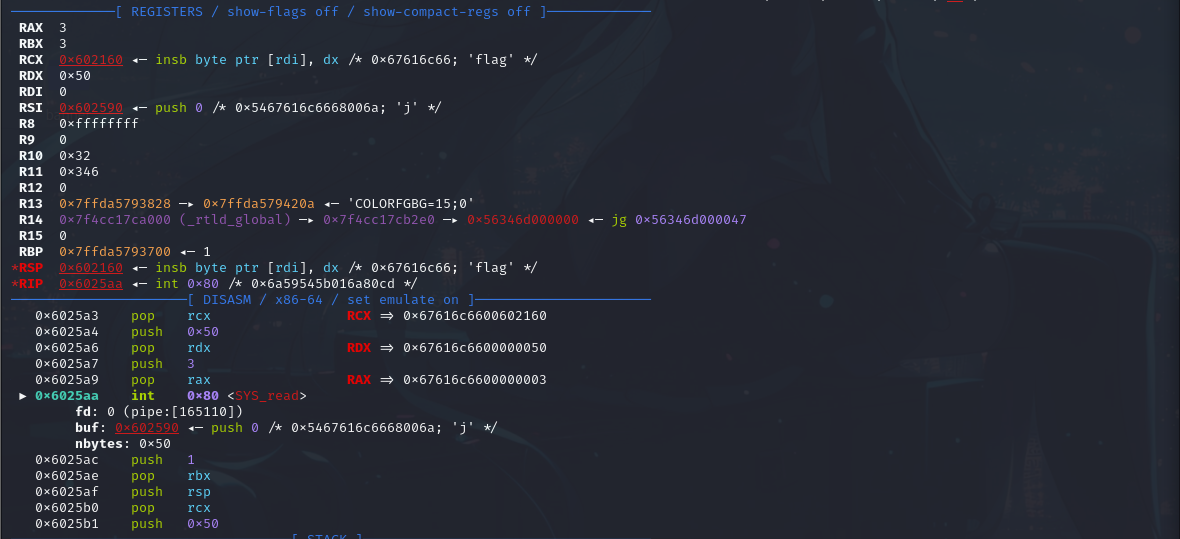 [ REGISTERS / show-flags off / show-compact-regs off ]
RAX 3
RBX 3
RCX 0×602160 ◂— insb byte ptr [rdi], dx /* 0×67616c66; 'flag' */
RDX 0×50
RDI 0
RSI 0×602590 ◂— push 0 /* 0×5467616c6668006a; 'j' */
R8 0×ffffffff
R9 0
R10 0×32
R11 0×346
R12 0
R13 0×7ffda5793828 —▸ 0×7ffda579420a ◂— 'COLORFGBG=15;0'
R14 0×7f4cc17ca000 (_rtld_global) —▸ 0×7f4cc17cb2e0 —▸ 0×56346d000000 ◂— jg 0×56346d000047
R15 0
RBP 0×7ffda5793700 ◂— 1
*RSP 0×602160 ◂— insb byte ptr [rdi], dx /* 0×67616c66; 'flag' */
*RIP 0×6025aa ◂— int 0×80 /* 0×6a59545b016a80cd */
[ DISASM / x86-64 / set emulate on ]
0×6025a3 pop rcx RCX ⇒ 0×67616c6600602160
0×6025a4 push 0×50
0×6025a6 pop rdx RDX ⇒ 0×67616c6600000050
0×6025a7 push 3
0×6025a9 pop rax RAX ⇒ 0×67616c6600000003
► 0×6025aa int 0×80 <SYS_read>
fd: 0 (pipe:[165110])
buf: 0×602590 ◂— push 0 /* 0×5467616c6668006a; 'j' */
nbytes: 0×50
0×6025ac push 1
0×6025ae pop rbx
0×6025af push rsp
0×6025b0 pop rcx
0×6025b1 push 0×50
[ STACK ]